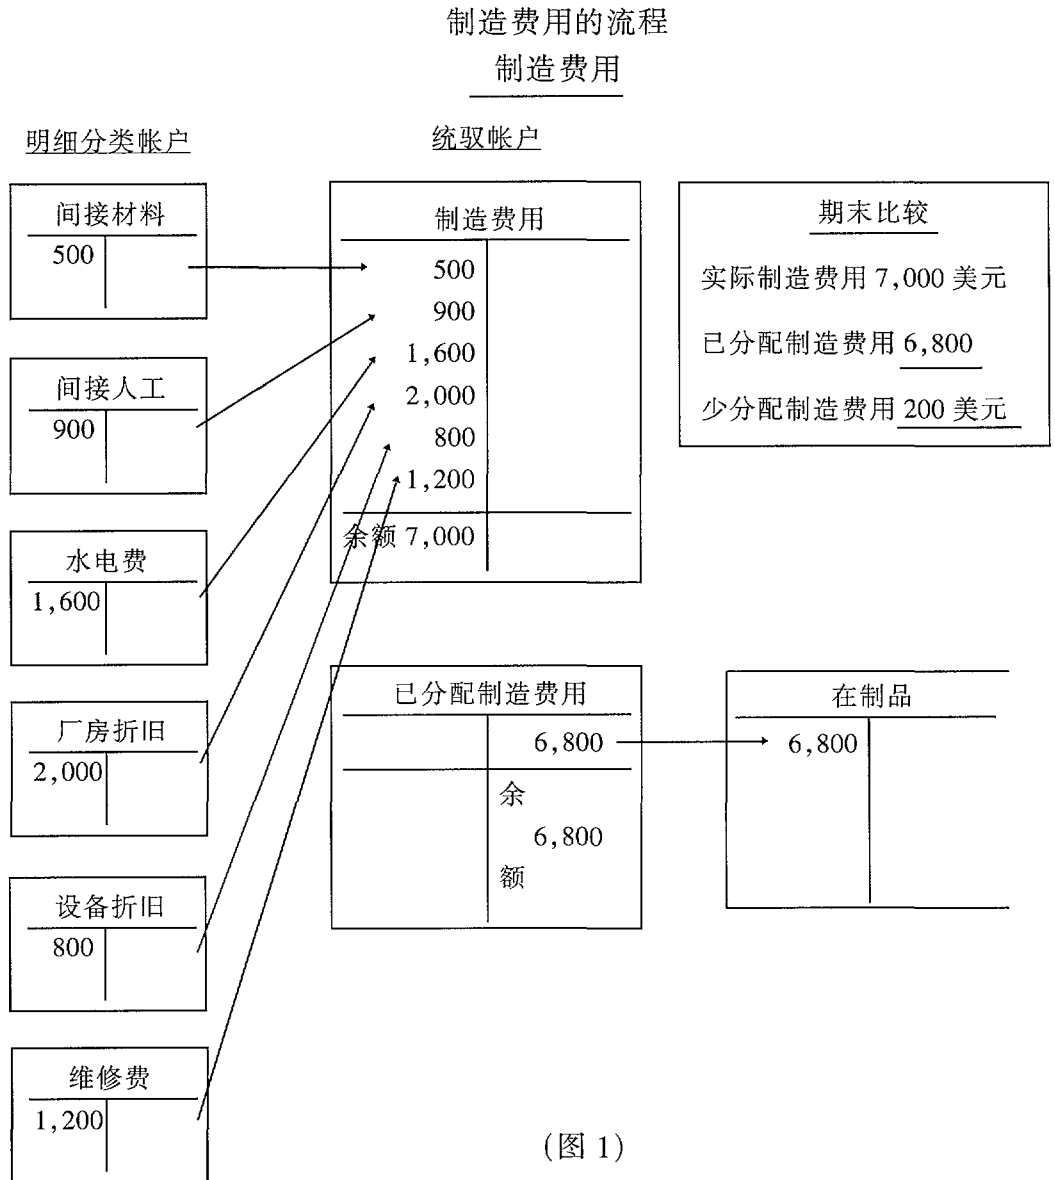 制造费用的流程
制造费用
明细分类帐户
统驭帐户
间接材料
500
间接人工
900
水电费
1,600
厂房折旧
2,000
设备折旧
800
维修费
1,200
制造费用
500
900
1,600
2,000
800
1,200
余额 7,000
期末比较
实际制造费用 7,000 美元
已分配制造费用 6,800
少分配制造费用 200 美元
已分配制造费用
6,800
余
6,800
额
在制品
6,800
(图 1)